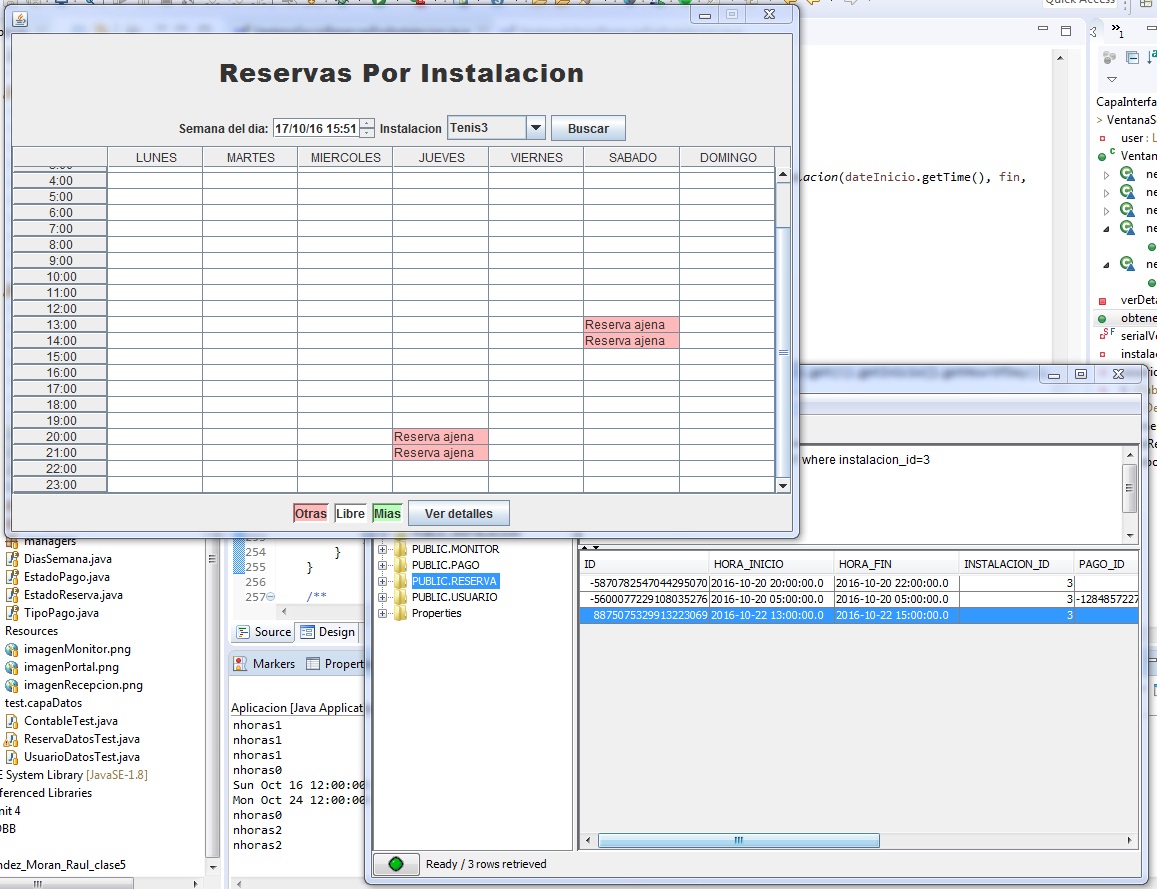 Quick Access
Reservas Por Instalacion
Semana del dia: 17/10/16 15:51 Instalacion Tenis3 Buscar
LUNES MARTES MIERCOLES JUEVES VIERNES SABADO DOMINGO
4:00
5:00
6:00
7:00
8:00
9:00
10:00
11:00
12:00
13:00 Reserva ajena
14:00 Reserva ajena
15:00
16:00
17:00
18:00
19:00
20:00 Reserva ajena
21:00 Reserva ajena
22:00
23:00
Otras Libre Mias Ver detalles
acion(dateInicio.getTime(), fin,
CapaInterfa
VentanaS
user : L
Ventan
ne
ne
ne
ne
ne
verDeta
obtene
serialVe
instalac
where instalacion_id=3
PUBLIC.MONITOR
PUBLIC.PAGO
PUBLIC.RESERVA
PUBLIC.USUARIO
Properties
ID HORA_INICIO HORA_FIN INSTALACION_ID PAGO_ID
-5870782547044295070 2016-10-20 20:00:00.0 2016-10-20 22:00:00.0 3
-5600077229108035276 2016-10-20 05:00:00.0 2016-10-20 05:00:00.0 3 -1284857227
8875075329913223069 2016-10-22 13:00:00.0 2016-10-22 15:00:00.0 3
Ready / 3 rows retrieved
managers
DiasSemana.java
EstadoPago.java
EstadoReserva.java
TipoPago.java
Resources
imagenMonitor.png
imagenPortal.png
imagenRecepcion.png
test.capaDatos
ContableTest.java
ReservaDatosTest.java
UsuarioDatosTest.java
E System Library [JavaSE-1.8]
ferenced Libraries
nit 4
DBB
ndez_Moran_Raul_clase5
254 }
255 }
256
257 /**
Source Design
Markers Propert
Aplicacion [Java Applicat
nhoras1
nhoras1
nhoras1
nhoras0
Sun Oct 16 12:00:00
Mon Oct 24 12:00:00
nhoras0
nhoras2
nhoras2